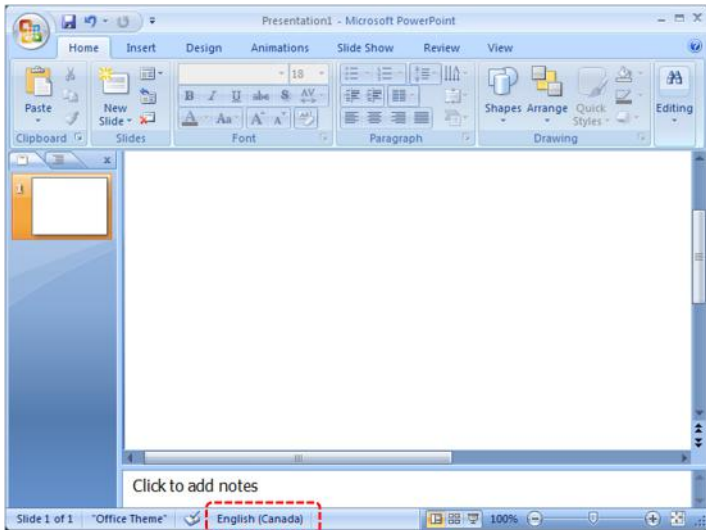 Presentation1 - Microsoft PowerPoint
Home Insert Design Animations Slide Show Review View
18
B I U abc S AV
Paste New Slide Aa A A Shapes Arrange Quick Styles Editing
Clipboard Slides Font Paragraph Drawing
1
Click to add notes
Slide 1 of 1 "Office Theme" English (Canada) 100%